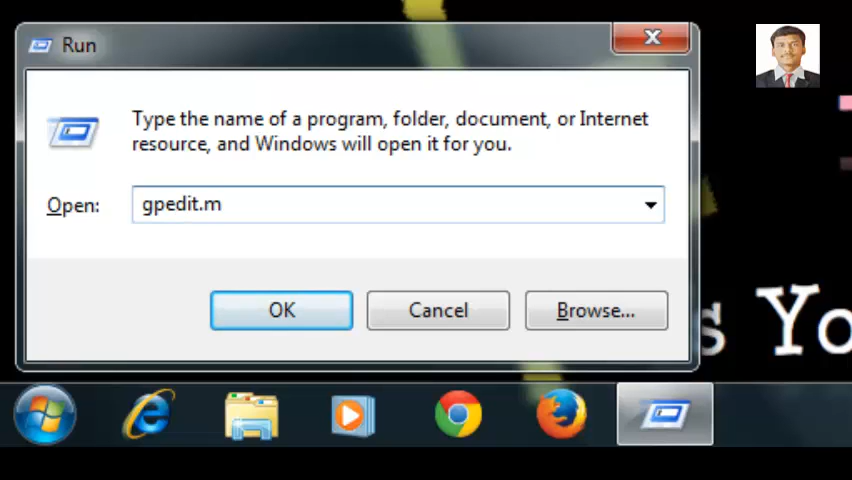 Run
Type the name of a program, folder, document, or Internet
resource, and Windows will open it for you.
Open: gpedit.m
OK Cancel Browse...
s Yo